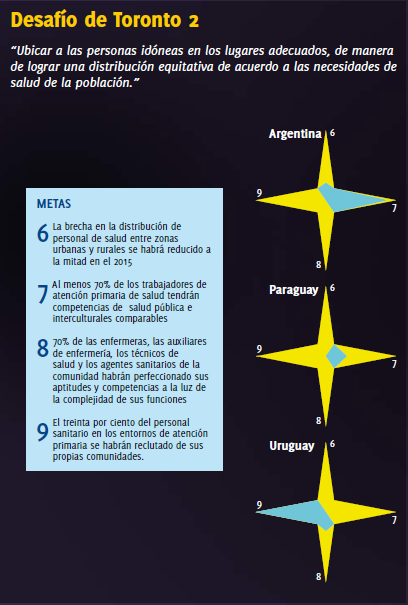 Desafío de Toronto 2
“Ubicar a las personas idóneas en los lugares adecuados, de manera
de lograr una distribución equitativa de acuerdo a las necesidades de
salud de la población.”
METAS
6 La brecha en la distribución de
personal de salud entre zonas
urbanas y rurales se habrá reducido a
la mitad en el 2015
7 Al menos 70% de los trabajadores de
atención primaria de salud tendrán
competencias de salud pública e
interculturales comparables
8 70% de las enfermeras, las auxiliares
de enfermería, los técnicos de
salud y los agentes sanitarios de la
comunidad habrán perfeccionado sus
aptitudes y competencias a la luz de
la complejidad de sus funciones
9 El treinta por ciento del personal
sanitario en los entornos de atención
primaria se habrán reclutado de sus
propias comunidades.
Argentina 6
9
7
8
Paraguay 6
9
7
8
Uruguay 6
9
7
8